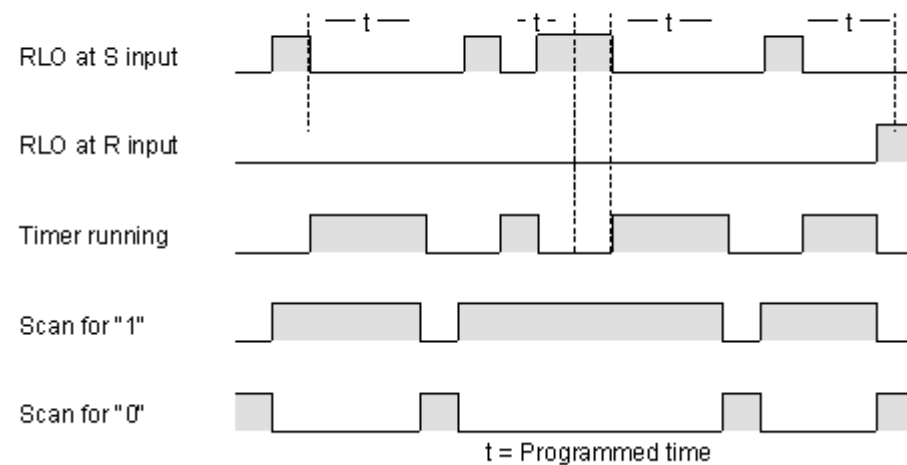 t t t t
RLO at S input
RLO at R input
Timer running
Scan for "1"
Scan for "0"
t = Programmed time